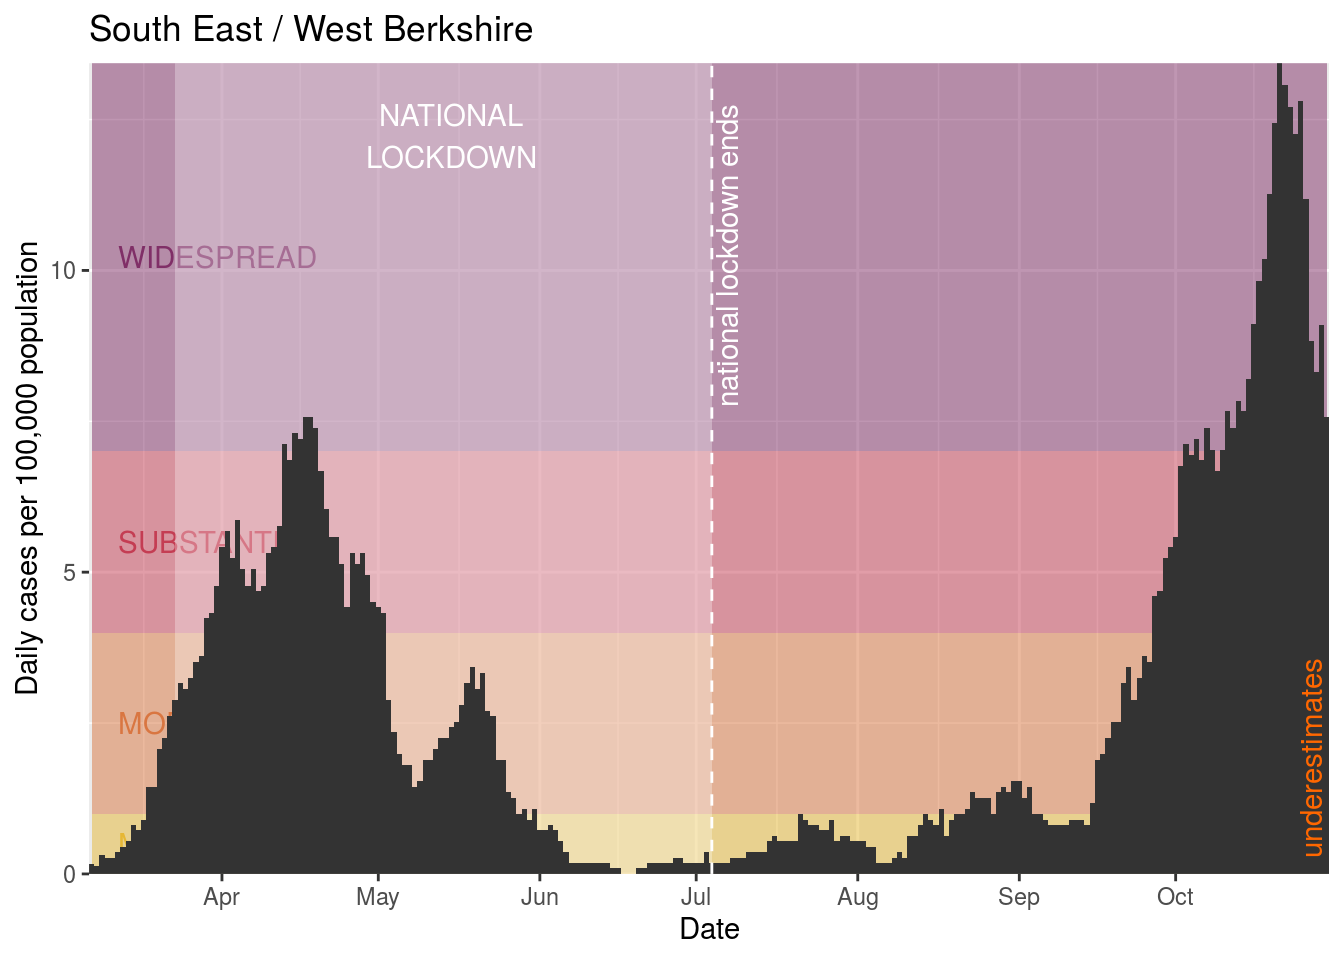 South East / West Berkshire
NATIONAL
LOCKDOWN
national lockdown ends
WIDESPREAD
SUBSTANT
MO
underestimates
Daily cases per 100,000 population
10
5
0
Apr
May
Jun
Jul
Aug
Sep
Oct
Date